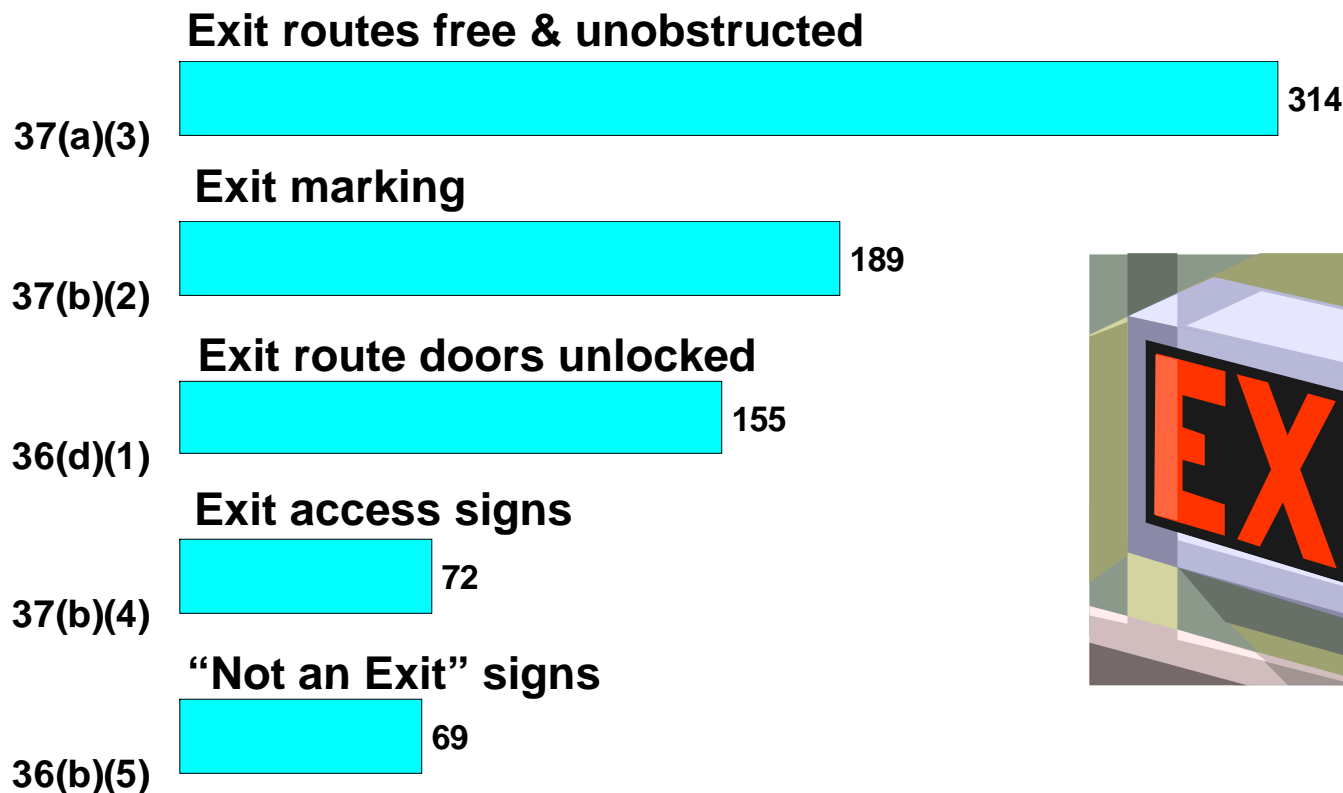 Exit routes free & unobstructed
314
37(a)(3)
Exit marking
189
37(b)(2)
Exit route doors unlocked
155
36(d)(1)
Exit access signs
72
37(b)(4)
“Not an Exit” signs
69
36(b)(5)
EX